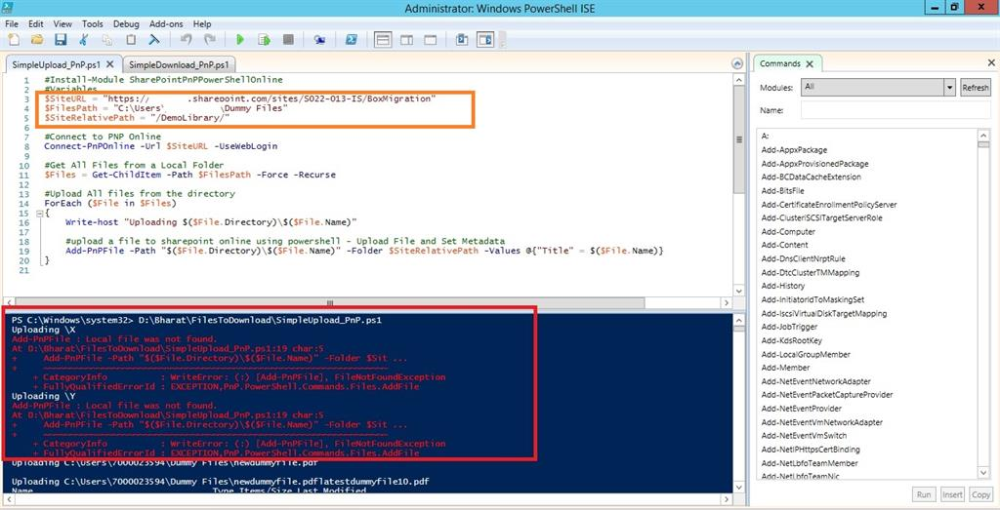 Administrator: Windows PowerShell ISE
File Edit View Tools Debug Add-ons Help
SimpleUpload_PnP.ps1 X SimpleDownload_PnP.ps1
1 #Install-Module SharePointPnPPowerShellOnline
2 #Variables
3 $SiteURL = "https:/ .sharepoint.com/sites/S022-013-IS/BoxMigration"
4 $FilesPath = "C:\Users' \Dummy Files"
5 $SiteRelativePath = "/DemoLibrary/"
6
7 #Connect to PNP Online
8 Connect-PnPOnline -Url $SiteURL -UseWebLogin
9
10 #Get All Files from a Local Folder
11 $Files = Get-ChildItem -Path $FilesPath -Force -Recurse
12
13 #Upload All files from the directory
14 ForEach ($File in $Files)
15 {
16 Write-host "Uploading $($File.Directory)\$($File.Name)"
17
18 #upload a file to sharepoint online using powershell - Upload File and Set Metadata
19 Add-PnPFile -Path "$($File.Directory)\$($File.Name)" -Folder $SiteRelativePath -Values @{"Title" = $($File.Name)}
20 }
21
PS C:\Windows\system32> D:\Bharat\FilesToDownload\SimpleUpload_PnP.ps1
Uploading \X
Add-PnPFile : Local file was not found.
At D:\Bharat\FilesToDownload\SimpleUpload_PnP.ps1:19 char:5
+ Add-PnPFile -Path "$($File.Directory)\$($File.Name)" -Folder $Sit ...
+ ~~~~~~~~~~~~~~~~~~~~~~~~~~~~~~~~~~~~~~~~~~~~~~~~~~~~~~~~~~~~~~~~~
+ CategoryInfo : WriteError: (:) [Add-PnPFile], FileNotFoundException
+ FullyQualifiedErrorId : EXCEPTION,PnP.PowerShell.Commands.Files.AddFile
Uploading \Y
Add-PnPFile : Local file was not found.
At D:\Bharat\FilesToDownload\SimpleUpload_PnP.ps1:19 char:5
+ Add-PnPFile -Path "$($File.Directory)\$($File.Name)" -Folder $Sit ...
+ ~~~~~~~~~~~~~~~~~~~~~~~~~~~~~~~~~~~~~~~~~~~~~~~~~~~~~~~~~~~~~~~~~
+ CategoryInfo : WriteError: (:) [Add-PnPFile], FileNotFoundException
+ FullyQualifiedErrorId : EXCEPTION,PnP.PowerShell.Commands.Files.AddFile
Uploading C:\Users\7000023594\Dummy Files\newdummyfile.pdf
Uploading C:\Users\7000023594\Dummy Files\newdummyfile.pdflatestdummyfile10.pdf
Name Type Items/Size Last Modified
Commands X
Modules: All Refresh
Name:
A:
Add-AppxPackage
Add-AppxProvisionedPackage
Add-BCDataCacheExtension
Add-BitsFile
Add-CertificateEnrollmentPolicyServer
Add-ClusteriSCSITargetServerRole
Add-Computer
Add-Content
Add-DnsClientNrptRule
Add-DtcClusterTMMapping
Add-History
Add-InitiatorIdToMaskingSet
Add-IscsiVirtualDiskTargetMapping
Add-JobTrigger
Add-KdsRootKey
Add-LocalGroupMember
Add-Member
Add-NetEventNetworkAdapter
Add-NetEventPacketCaptureProvider
Add-NetEventProvider
Add-NetEventVmNetworkAdapter
Add-NetEventVmSwitch
Add-NetIPHttpsCertBinding
Add-NetLbfoTeamMember
Add-NetLbfoTeamNic
Run Insert Copy